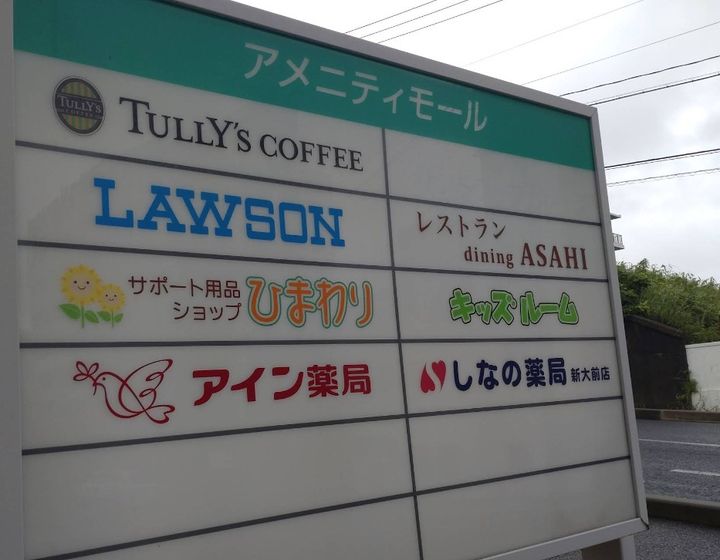 アメニティモール
TULLY'S COFFEE
TULLY'S COFFEE
LAWSON
レストラン
dining ASAHI
サポート用品
ショップ ひまわり
キッズルーム
アイン薬局
しなの薬局 新大前店